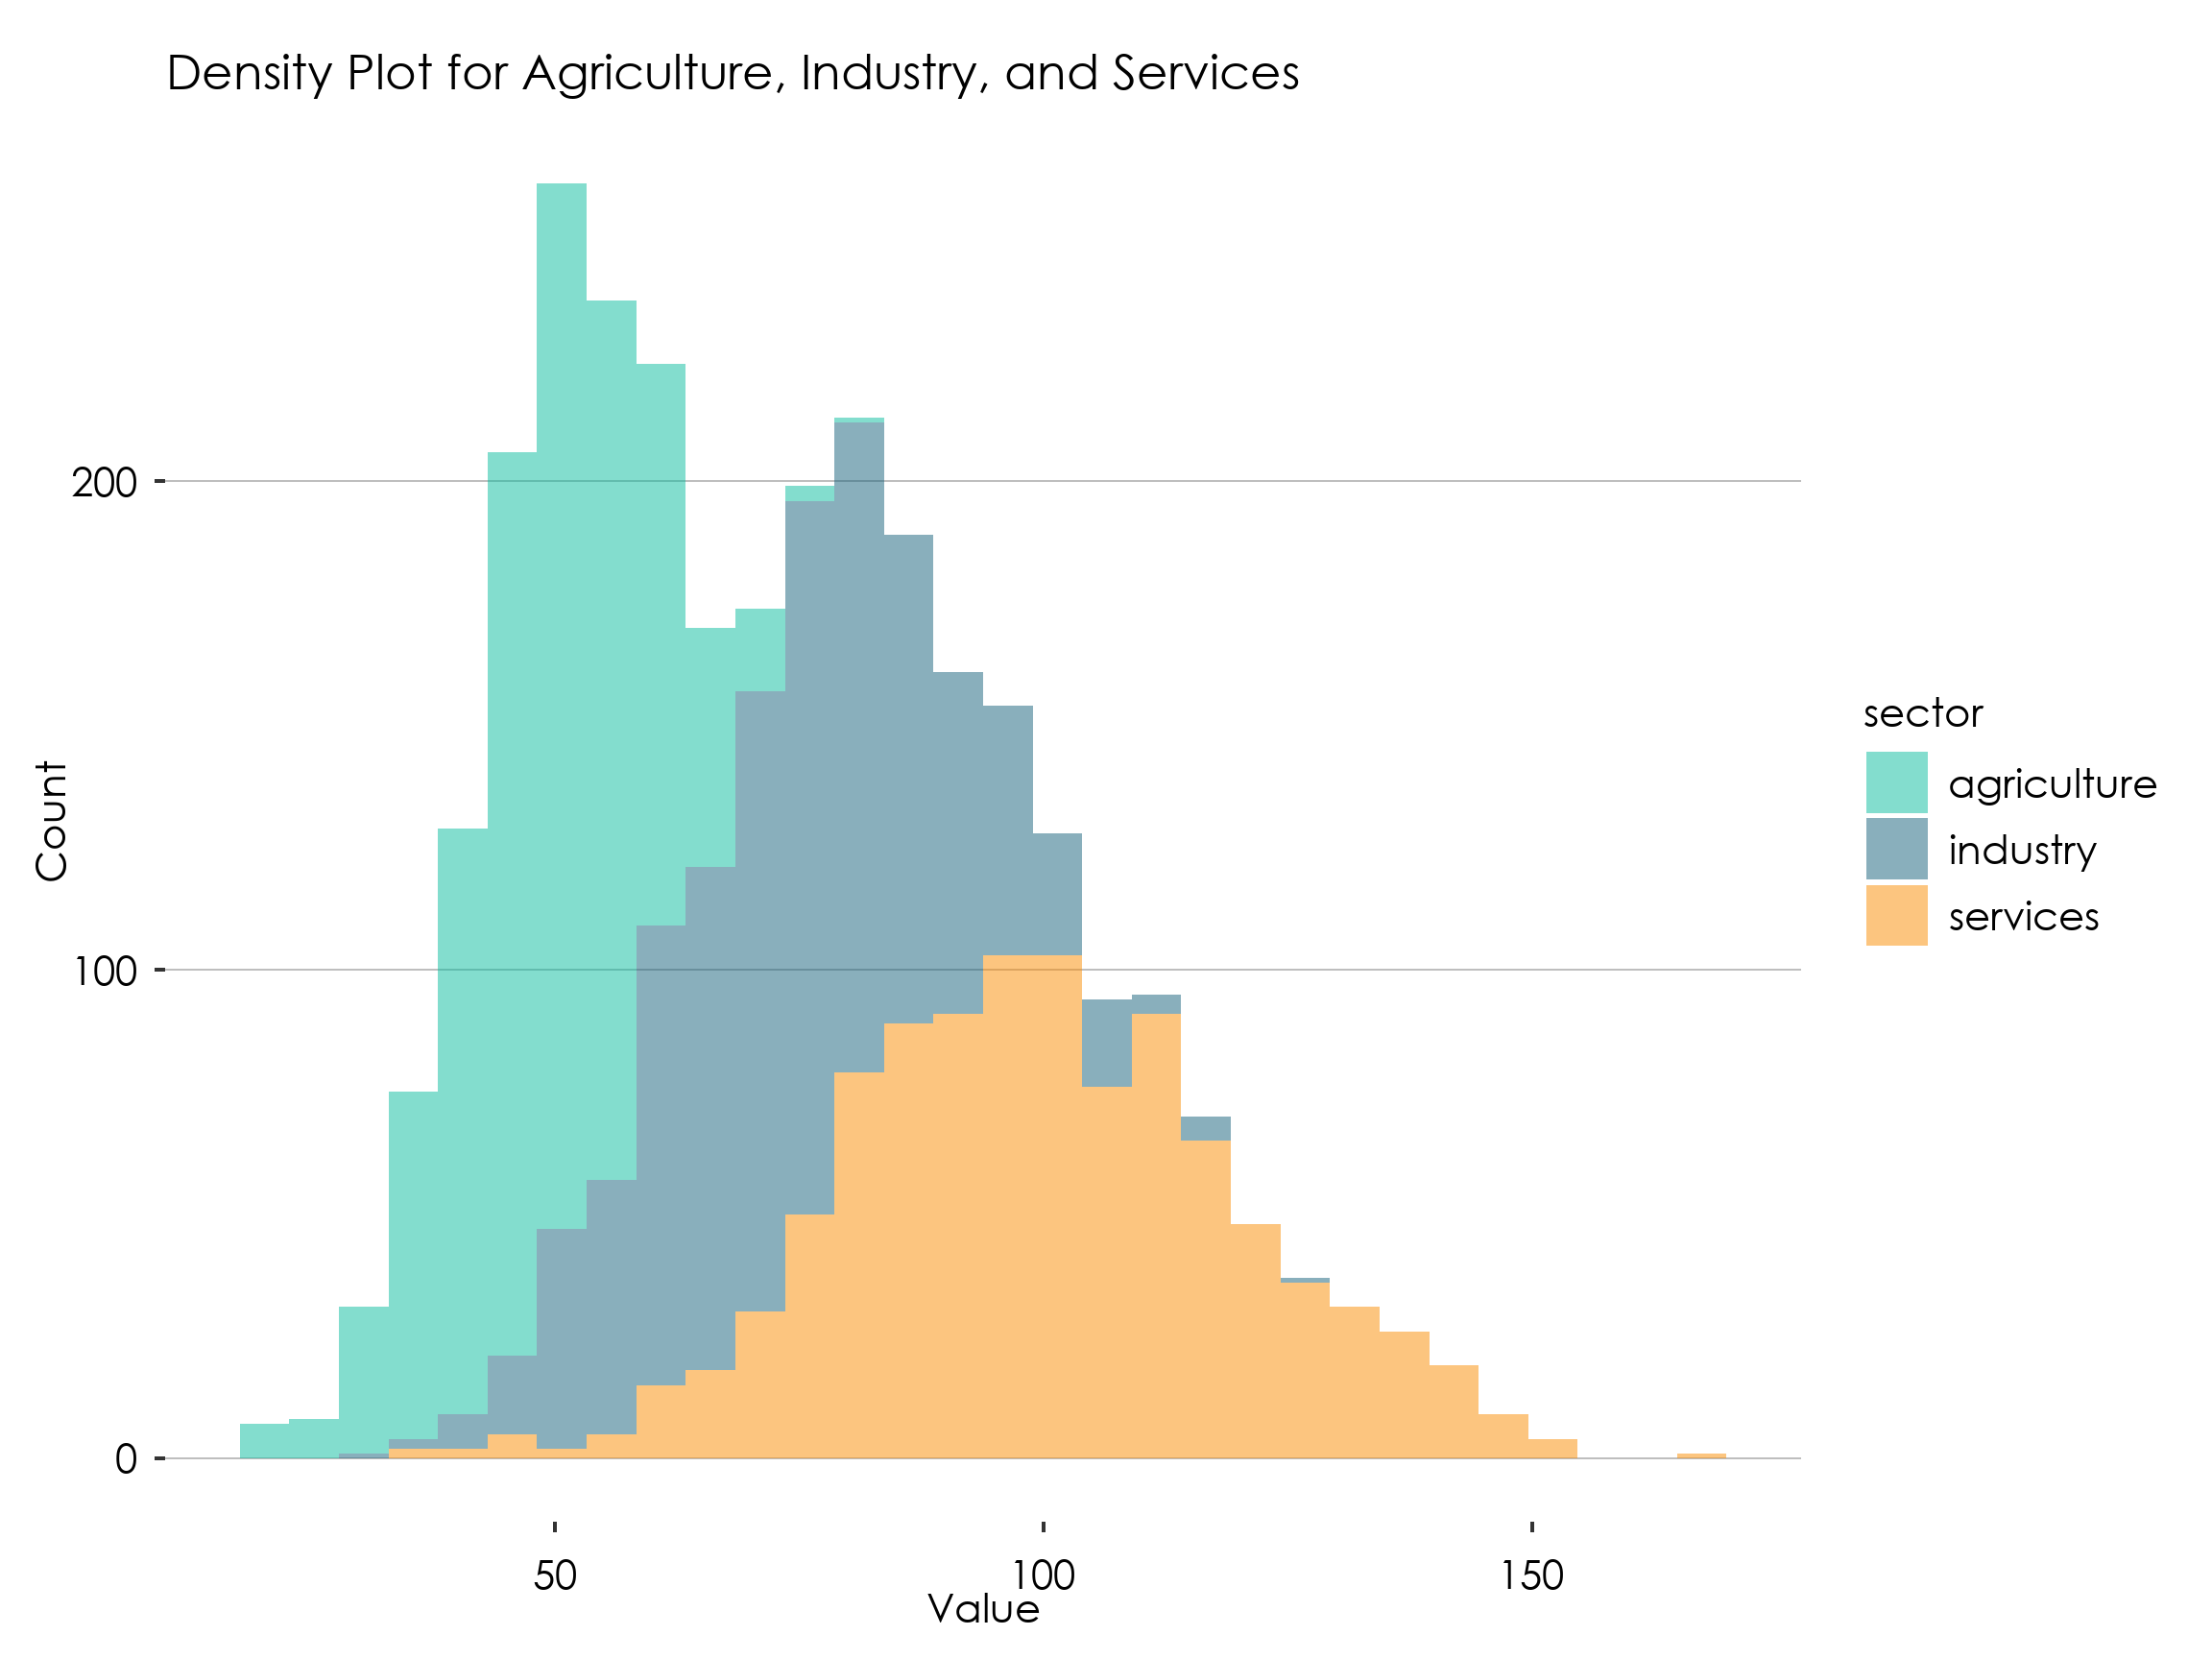 Density Plot for Agriculture, Industry, and Services
Count
200
100
0
50
100
150
Value
sector
agriculture
industry
services